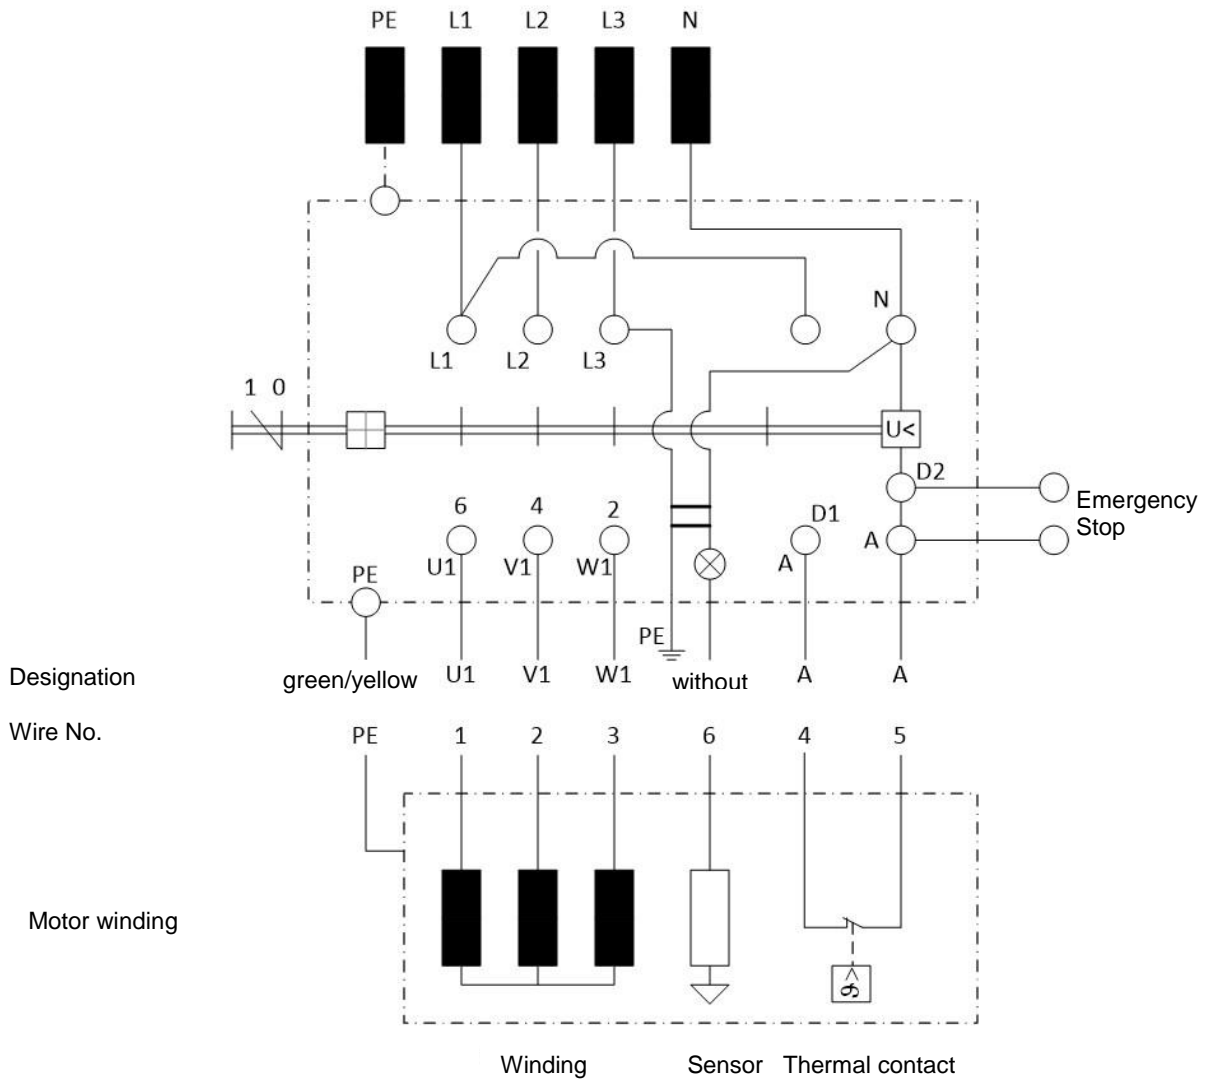 PE L1 L2 L3 N
N
L1 L2 L3
1 0
U<
D2
6 4 2 D1
Emergency
Stop
U1 V1 W1 A A
PE
PE
Designation green/yellow U1 V1 W1 without A A
Wire No. PE 1 2 3 6 4 5
Motor winding
ϑ>
Winding Sensor Thermal contact